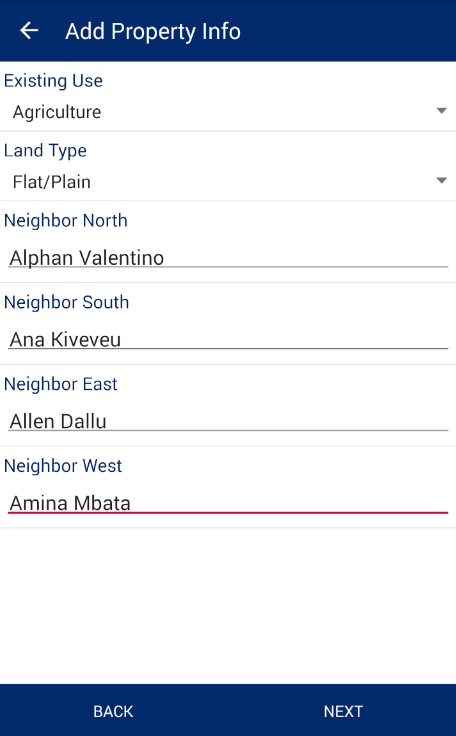 Add Property Info
Existing Use
Agriculture
Land Type
Flat/Plain
Neighbor North
Alphan Valentino
Neighbor South
Ana Kiveveu
Neighbor East
Allen Dallu
Neighbor West
Amina Mbata
BACK NEXT